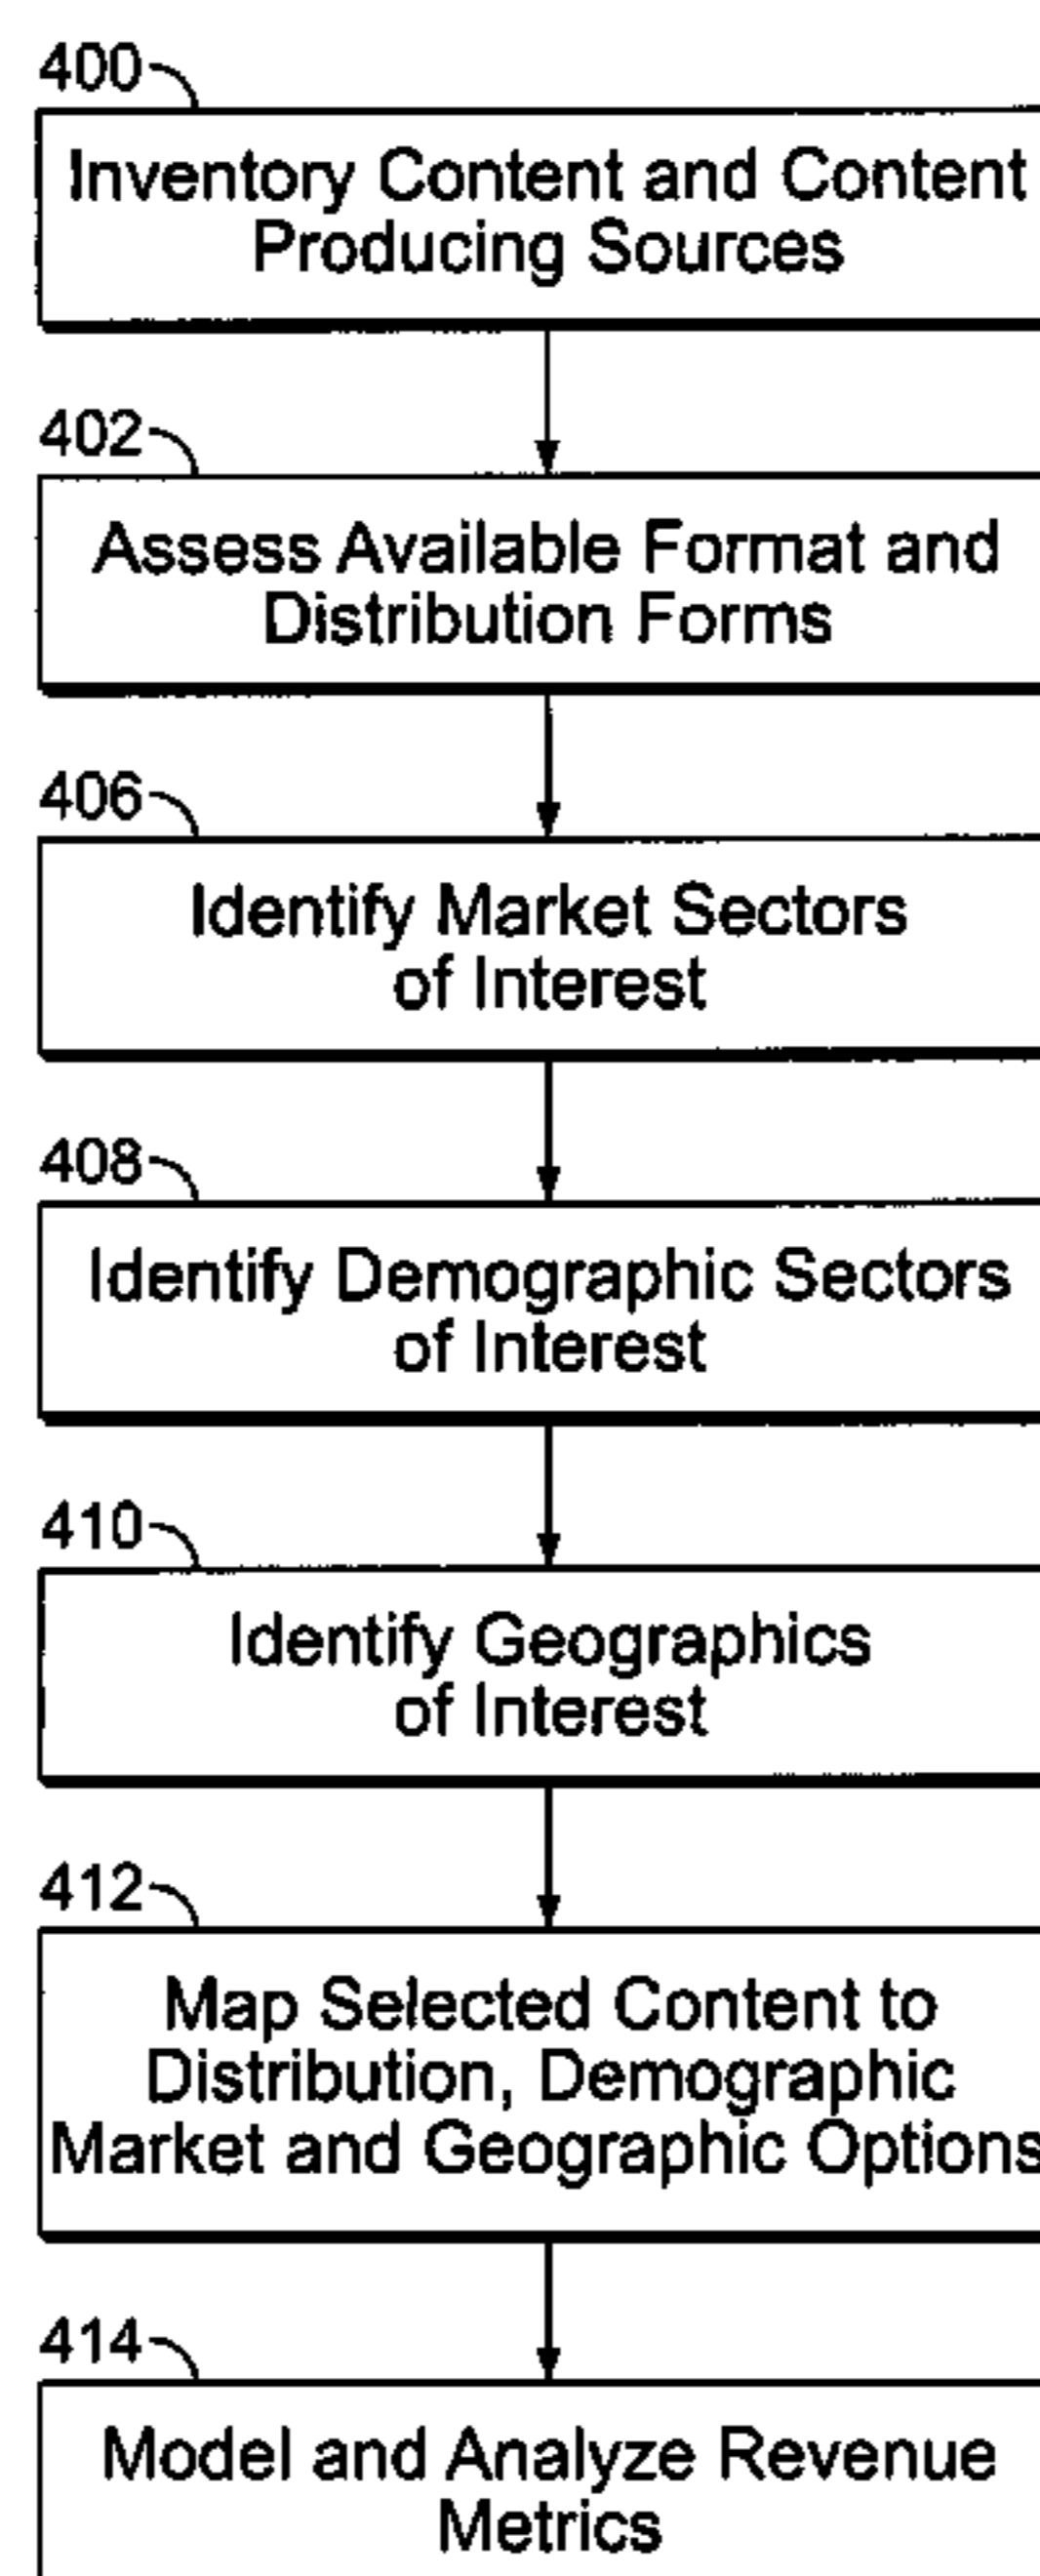 400
Inventory Content and Content
Producing Sources
402
Assess Available Format and
Distribution Forms
406
Identify Market Sectors
of Interest
408
Identify Demographic Sectors
of Interest
410
Identify Geographics
of Interest
412
Map Selected Content to
Distribution, Demographic
Market and Geographic Options
414
Model and Analyze Revenue
Metrics